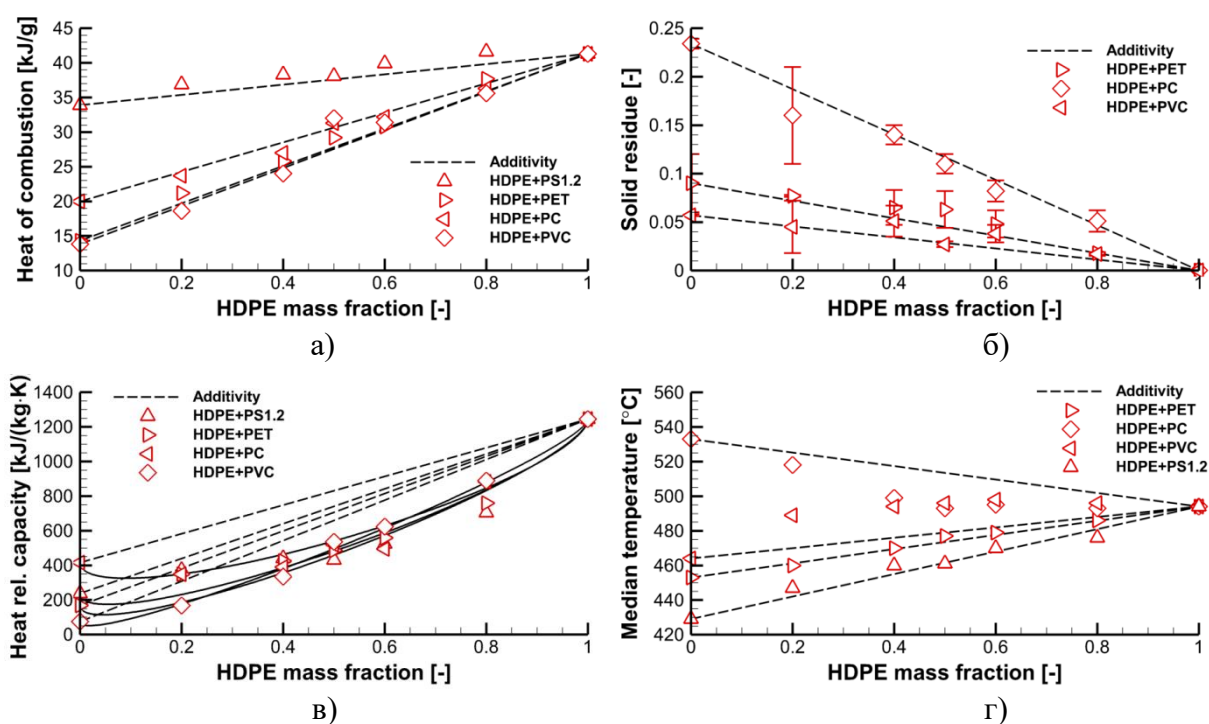 Heat of combustion [kJ/g]
45
40
35
30
25
20
15
10
Additivity
HDPE+PS1.2
HDPE+PET
HDPE+PC
HDPE+PVC
0 0.2 0.4 0.6 0.8 1
HDPE mass fraction [-]
а)
Solid residue [-]
0.25
0.20
0.15
0.10
0.05
0
Additivity
HDPE+PET
HDPE+PC
HDPE+PVC
0 0.2 0.4 0.6 0.8 1
HDPE mass fraction [-]
б)
Heat rel. capacity [kJ/(kg·K)]
1400
1200
1000
800
600
400
200
0
Additivity
HDPE+PS1.2
HDPE+PET
HDPE+PC
HDPE+PVC
0 0.2 0.4 0.6 0.8 1
HDPE mass fraction [-]
в)
Median temperature [°C]
560
540
520
500
480
460
440
420
Additivity
HDPE+PET
HDPE+PC
HDPE+PVC
HDPE+PS1.2
0 0.2 0.4 0.6 0.8 1
HDPE mass fraction [-]
г)